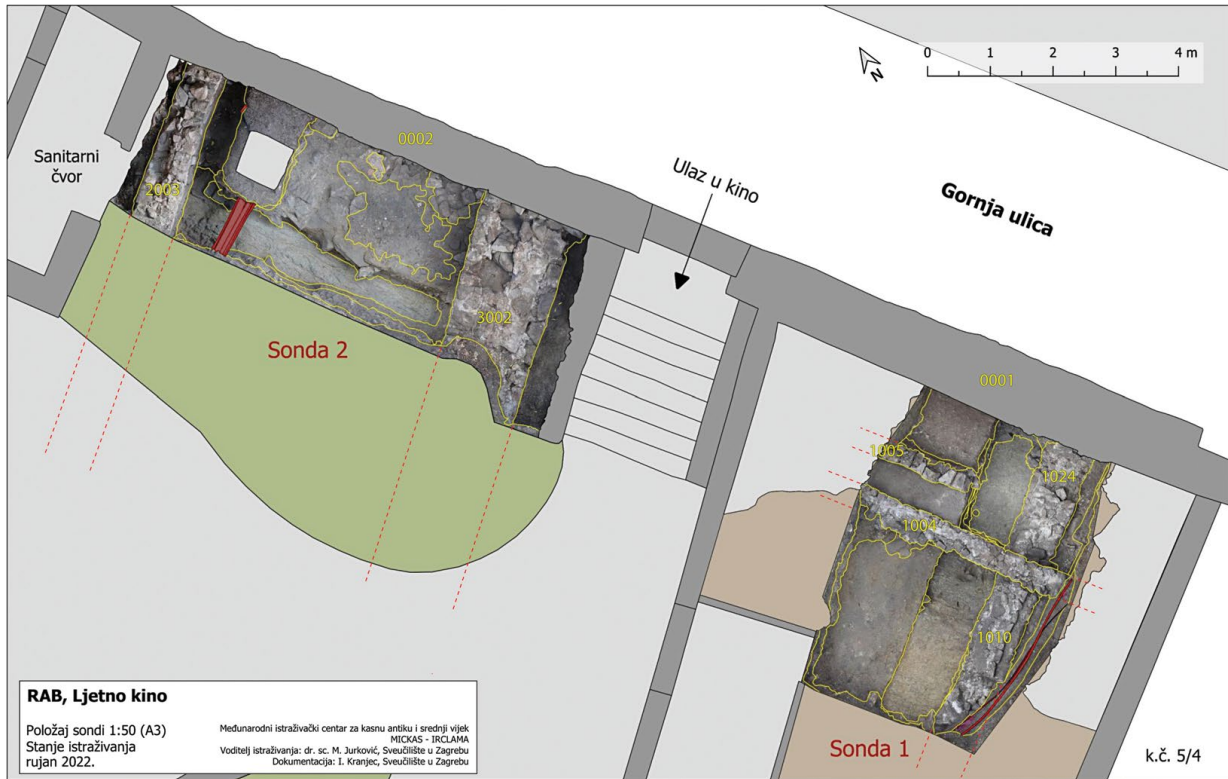 0 1 2 3 4 m
N
0002
Sanitarni
čvor
2003
Ulaz u kino
Gornja ulica
3002
Sonda 2
0001
1005
1024
1004
1010
RAB, Ljetno kino
Položaj sondi 1:50 (A3)
Stanje istraživanja
rujan 2022.
Međunarodni istraživački centar za kasnu antiku i srednji vijek
MICKAS - IRCLAMA
Voditelj istraživanja: dr. sc. M. Jurković, Sveučilište u Zagrebu
Dokumentacija: I. Kranjec, Sveučilište u Zagrebu
Sonda 1
k.č. 5/4